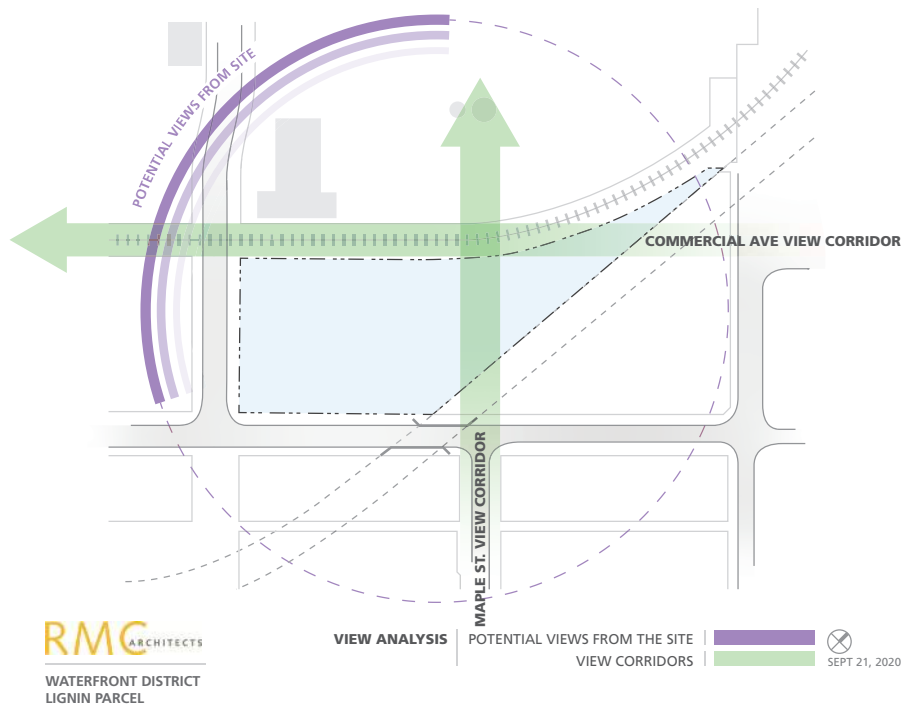 POTENTIAL VIEWS FROM SITE
COMMERCIAL AVE VIEW CORRIDOR
MAPLE ST. VIEW CORRIDOR
RMC ARCHITECTS
WATERFRONT DISTRICT
LIGNIN PARCEL
VIEW ANALYSIS
POTENTIAL VIEWS FROM THE SITE
VIEW CORRIDORS
SEPT 21, 2020